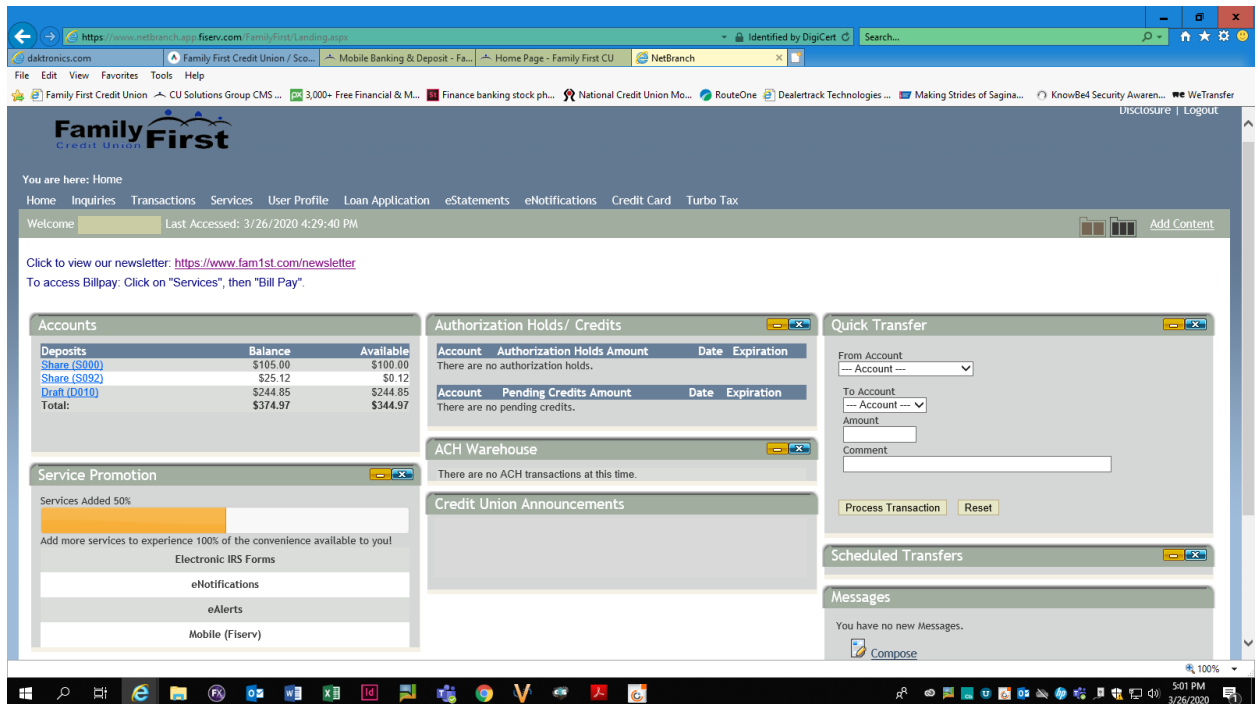 https://www.netbranch.app.fiserv.com/FamilyFirst/Landing.aspx
Identified by DigiCert
Search...
daktronics.com
Family First Credit Union / Sco...
Mobile Banking & Deposit - Fa...
Home Page - Family First CU
NetBranch
File Edit View Favorites Tools Help
Family First Credit Union
CU Solutions Group CMS ...
3,000+ Free Financial & M...
Finance banking stock ph...
National Credit Union Mo...
RouteOne
Dealertrack Technologies ...
Making Strides of Sagina...
KnowBe4 Security Awaren...
WeTransfer
Disclosure | Logout
Family First
Credit Union
You are here: Home
Home Inquiries Transactions Services User Profile Loan Application eStatements eNotifications Credit Card Turbo Tax
Welcome Last Accessed: 3/26/2020 4:29:40 PM
Add Content
Click to view our newsletter: https://www.fam1st.com/newsletter
To access Billpay: Click on "Services", then "Bill Pay".
Accounts
Deposits Balance Available
Share (S000) $105.00 $100.00
Share (S092) $25.12 $0.12
Draft (D010) $244.85 $244.85
Total: $374.97 $344.97
Service Promotion
Services Added 50%
Add more services to experience 100% of the convenience available to you!
Electronic IRS Forms
eNotifications
eAlerts
Mobile (Fiserv)
Authorization Holds/ Credits
Account Authorization Holds Amount Date Expiration
There are no authorization holds.
Account Pending Credits Amount Date Expiration
There are no pending credits.
ACH Warehouse
There are no ACH transactions at this time.
Credit Union Announcements
Quick Transfer
From Account
--- Account ---
To Account
--- Account ---
Amount
Comment
Process Transaction Reset
Scheduled Transfers
Messages
You have no new Messages.
Compose
100%
5:01 PM
3/26/2020